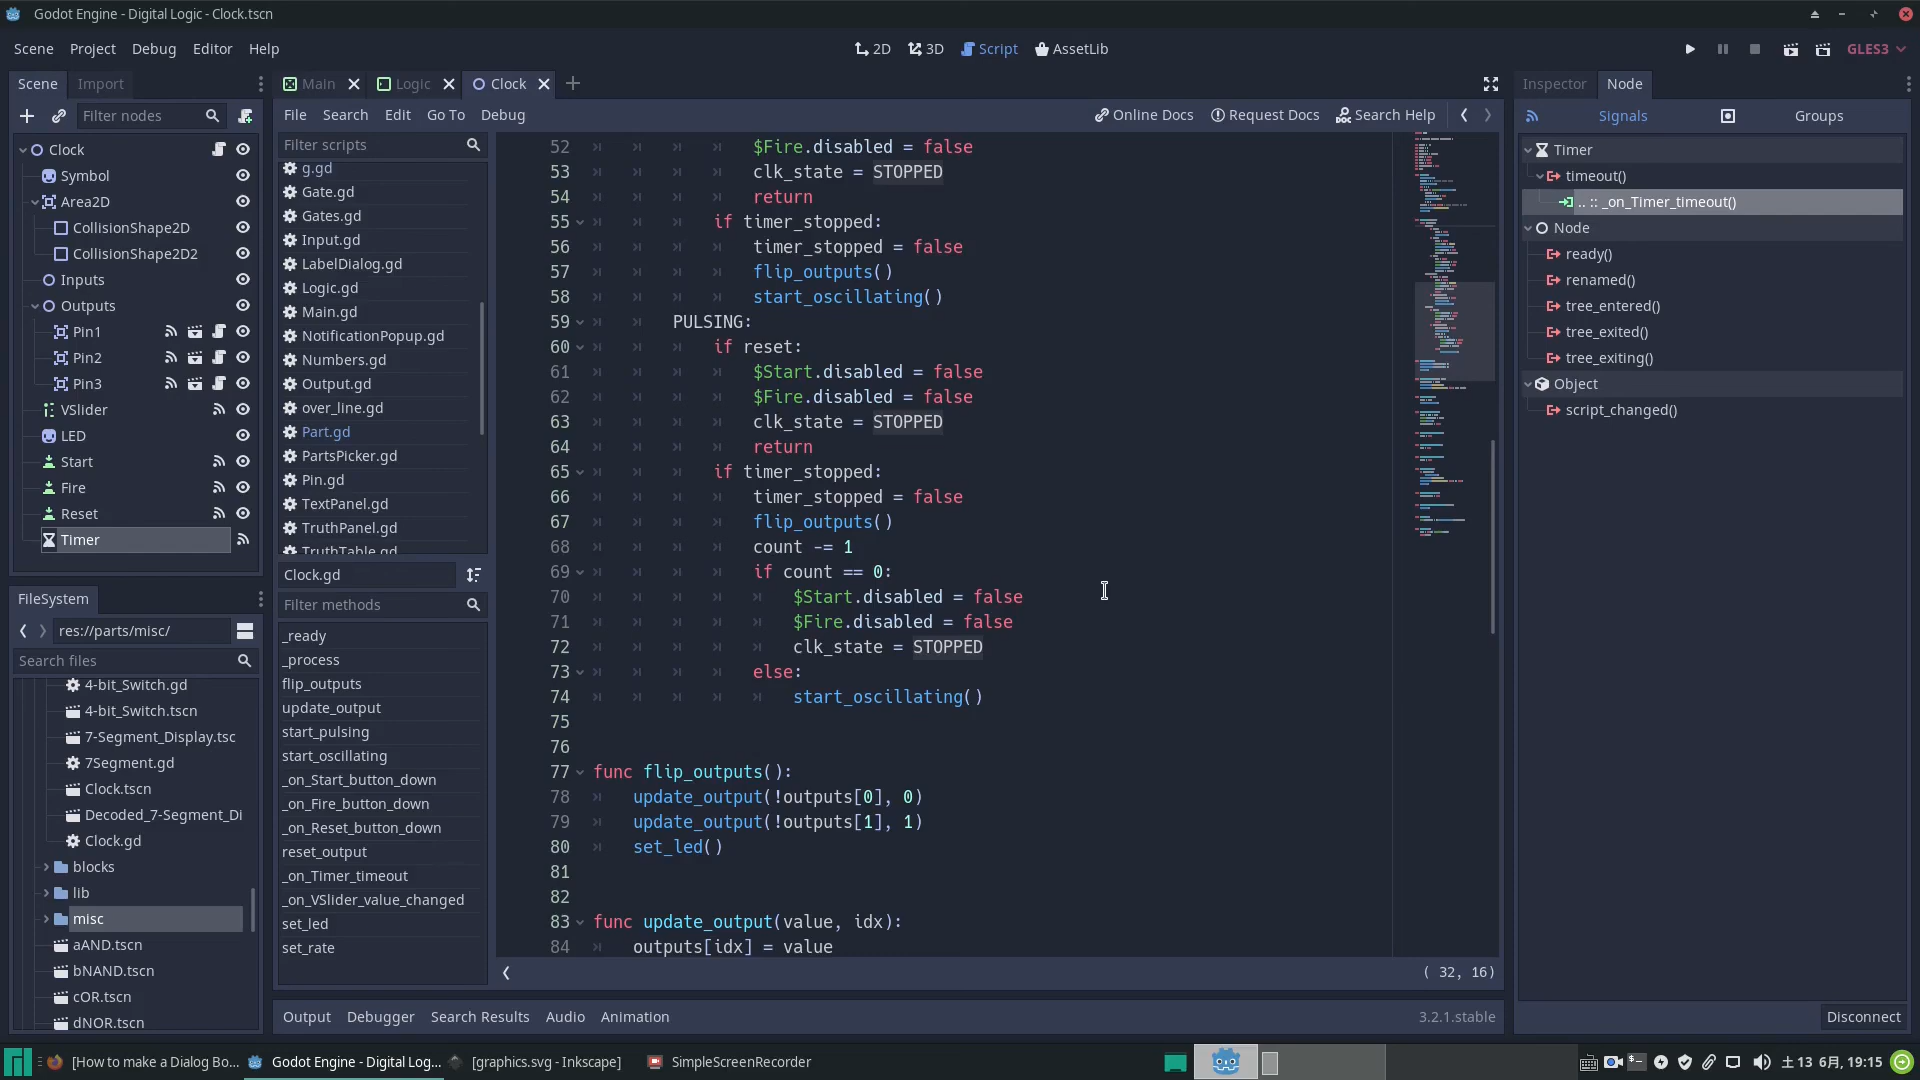 Godot Engine - Digital Logic - Clock.tscn
Scene Project Debug Editor Help
2D 3D Script AssetLib
GLES3
Scene Import
Filter nodes
Clock
Symbol
Area2D
CollisionShape2D
CollisionShape2D2
Inputs
Outputs
Pin1
Pin2
Pin3
VSlider
LED
Start
Fire
Reset
Timer
FileSystem
res://parts/misc/
Search files
4-bit_Switch.gd
4-bit_Switch.tscn
7-Segment_Display.tsc
7Segment.gd
Clock.tscn
Decoded_7-Segment_Di
Clock.gd
blocks
lib
misc
aAND.tscn
bNAND.tscn
cOR.tscn
dNOR.tscn
Main Logic Clock
File Search Edit Go To Debug
Online Docs Request Docs Search Help
Filter scripts
g.gd
Gate.gd
Gates.gd
Input.gd
LabelDialog.gd
Logic.gd
Main.gd
NotificationPopup.gd
Numbers.gd
Output.gd
over_line.gd
Part.gd
PartsPicker.gd
Pin.gd
TextPanel.gd
TruthPanel.gd
TruthTable.gd
Clock.gd
Filter methods
_ready
_process
flip_outputs
update_output
start_pulsing
start_oscillating
_on_Start_button_down
_on_Fire_button_down
_on_Reset_button_down
reset_output
_on_Timer_timeout
_on_VSlider_value_changed
set_led
set_rate
52 $Fire.disabled = false
53 clk_state = STOPPED
54 return
55 if timer_stopped:
56 timer_stopped = false
57 flip_outputs()
58 start_oscillating()
59 PULSING:
60 if reset:
61 $Start.disabled = false
62 $Fire.disabled = false
63 clk_state = STOPPED
64 return
65 if timer_stopped:
66 timer_stopped = false
67 flip_outputs()
68 count -= 1
69 if count == 0:
70 $Start.disabled = false
71 $Fire.disabled = false
72 clk_state = STOPPED
73 else:
74 start_oscillating()
75
76
77 func flip_outputs():
78 update_output(!outputs[0], 0)
79 update_output(!outputs[1], 1)
80 set_led()
81
82
83 func update_output(value, idx):
84 outputs[idx] = value
( 32, 16)
Output Debugger Search Results Audio Animation
3.2.1.stable
Inspector Node
Signals Groups
Timer
timeout()
.. :: _on_Timer_timeout()
Node
ready()
renamed()
tree_entered()
tree_exited()
tree_exiting()
Object
script_changed()
Disconnect
[How to make a Dialog Bo... Godot Engine - Digital Log... [graphics.svg - Inkscape] SimpleScreenRecorder
土 13 6月, 19:15